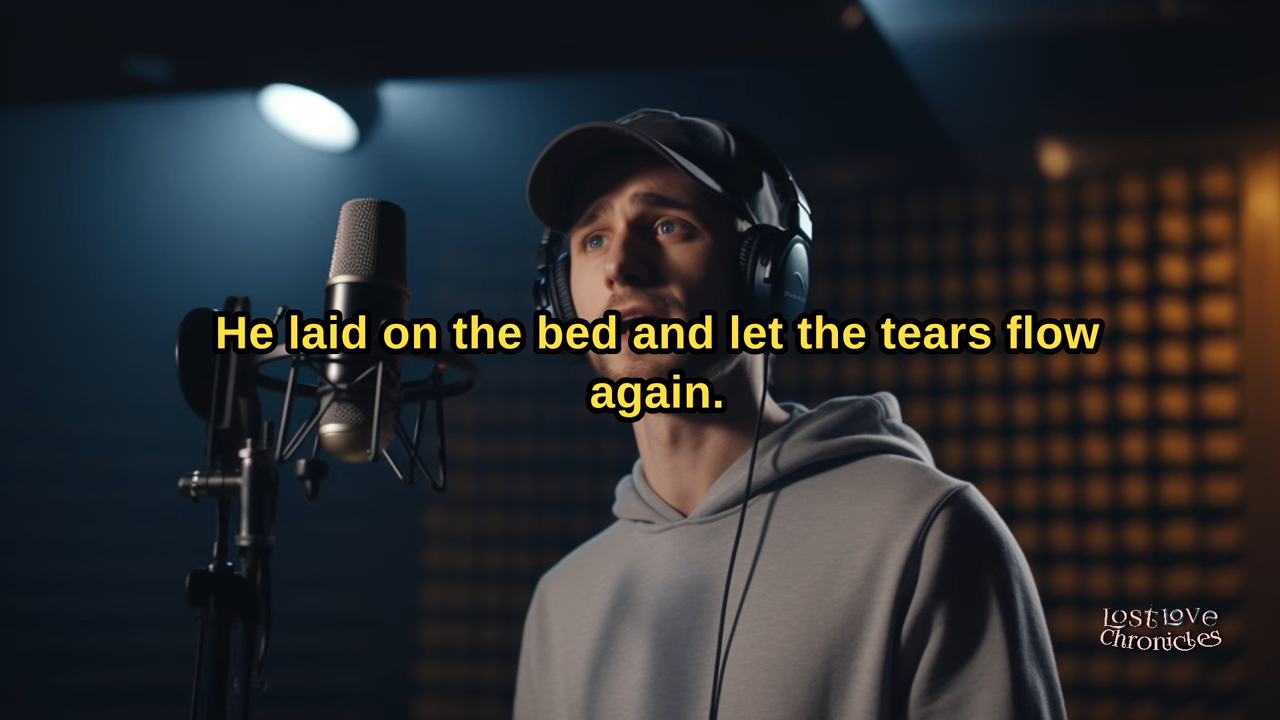 He laid on the bed and let the tears flow
again.
Lost Love
Chronicles